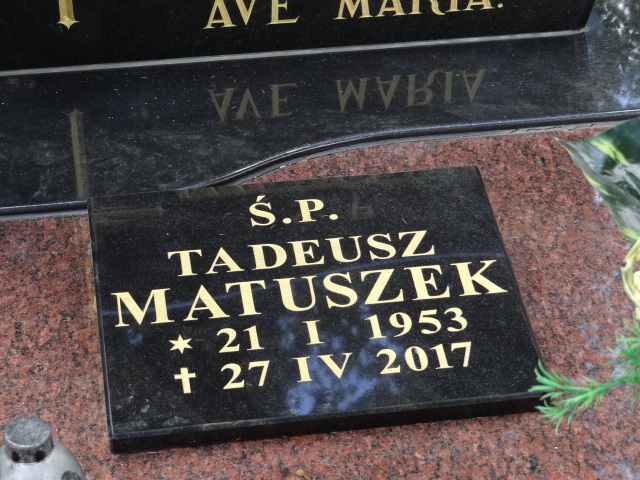 AVE MARIA.
Ś.P.
TADEUSZ
MATUSZEK
* 21 I 1953
✝ 27 IV 2017